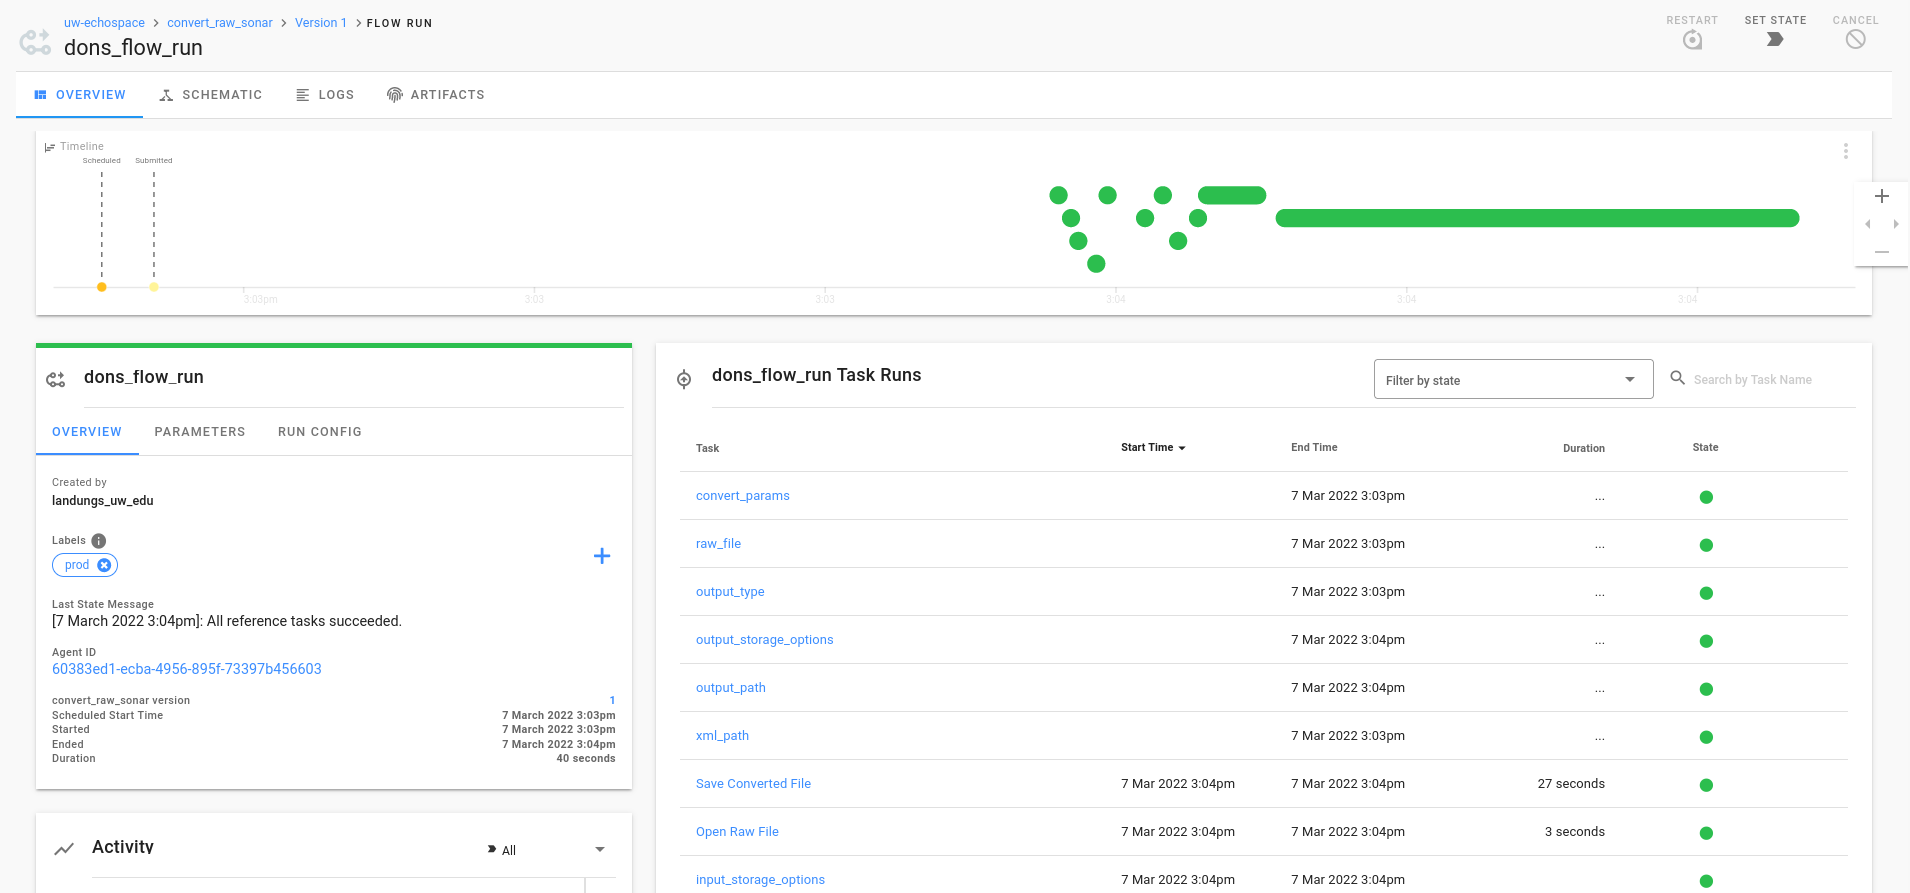 uw-echospace > convert_raw_sonar > Version 1 > FLOW RUN
dons_flow_run
RESTART SET STATE CANCEL
OVERVIEW SCHEMATIC LOGS ARTIFACTS
Timeline
Scheduled Submitted
3:03pm 3:03 3:03 3:04 3:04 3:04
dons_flow_run
OVERVIEW PARAMETERS RUN CONFIG
Created by
landungs_uw_edu
Labels
prod
Last State Message
[7 March 2022 3:04pm]: All reference tasks succeeded.
Agent ID
60383ed1-ecba-4956-895f-73397b456603
convert_raw_sonar version 1
Scheduled Start Time 7 March 2022 3:03pm
Started 7 March 2022 3:03pm
Ended 7 March 2022 3:04pm
Duration 40 seconds
Activity All
dons_flow_run Task Runs Filter by state Search by Task Name
Task Start Time End Time Duration State
convert_params 7 Mar 2022 3:03pm ...
raw_file 7 Mar 2022 3:03pm ...
output_type 7 Mar 2022 3:03pm ...
output_storage_options 7 Mar 2022 3:04pm ...
output_path 7 Mar 2022 3:04pm ...
xml_path 7 Mar 2022 3:03pm ...
Save Converted File 7 Mar 2022 3:04pm 7 Mar 2022 3:04pm 27 seconds
Open Raw File 7 Mar 2022 3:04pm 7 Mar 2022 3:04pm 3 seconds
input_storage_options 7 Mar 2022 3:04pm 7 Mar 2022 3:04pm